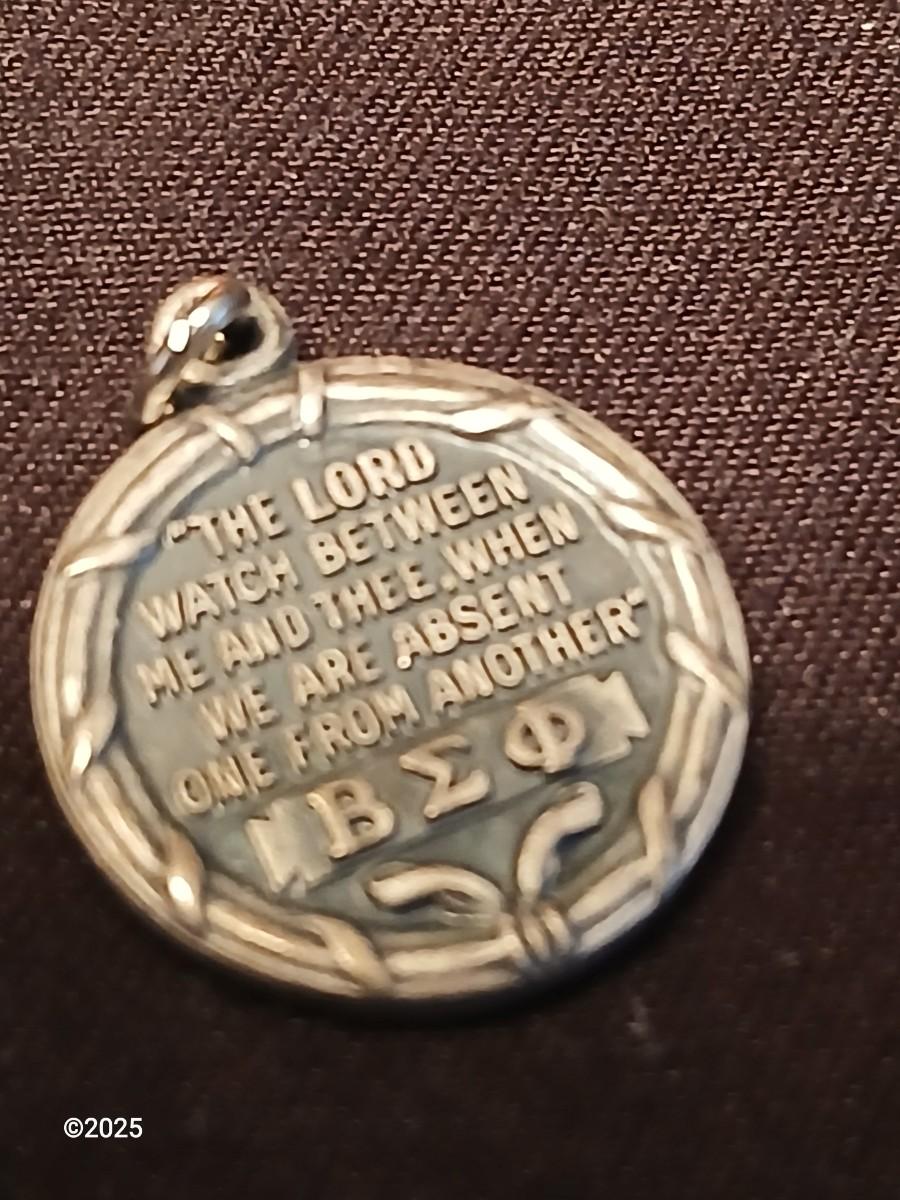 "THE LORD
WATCH BETWEEN
ME AND THEE, WHEN
WE ARE ABSENT
ONE FROM ANOTHER"
ΒΣΦ
©2025